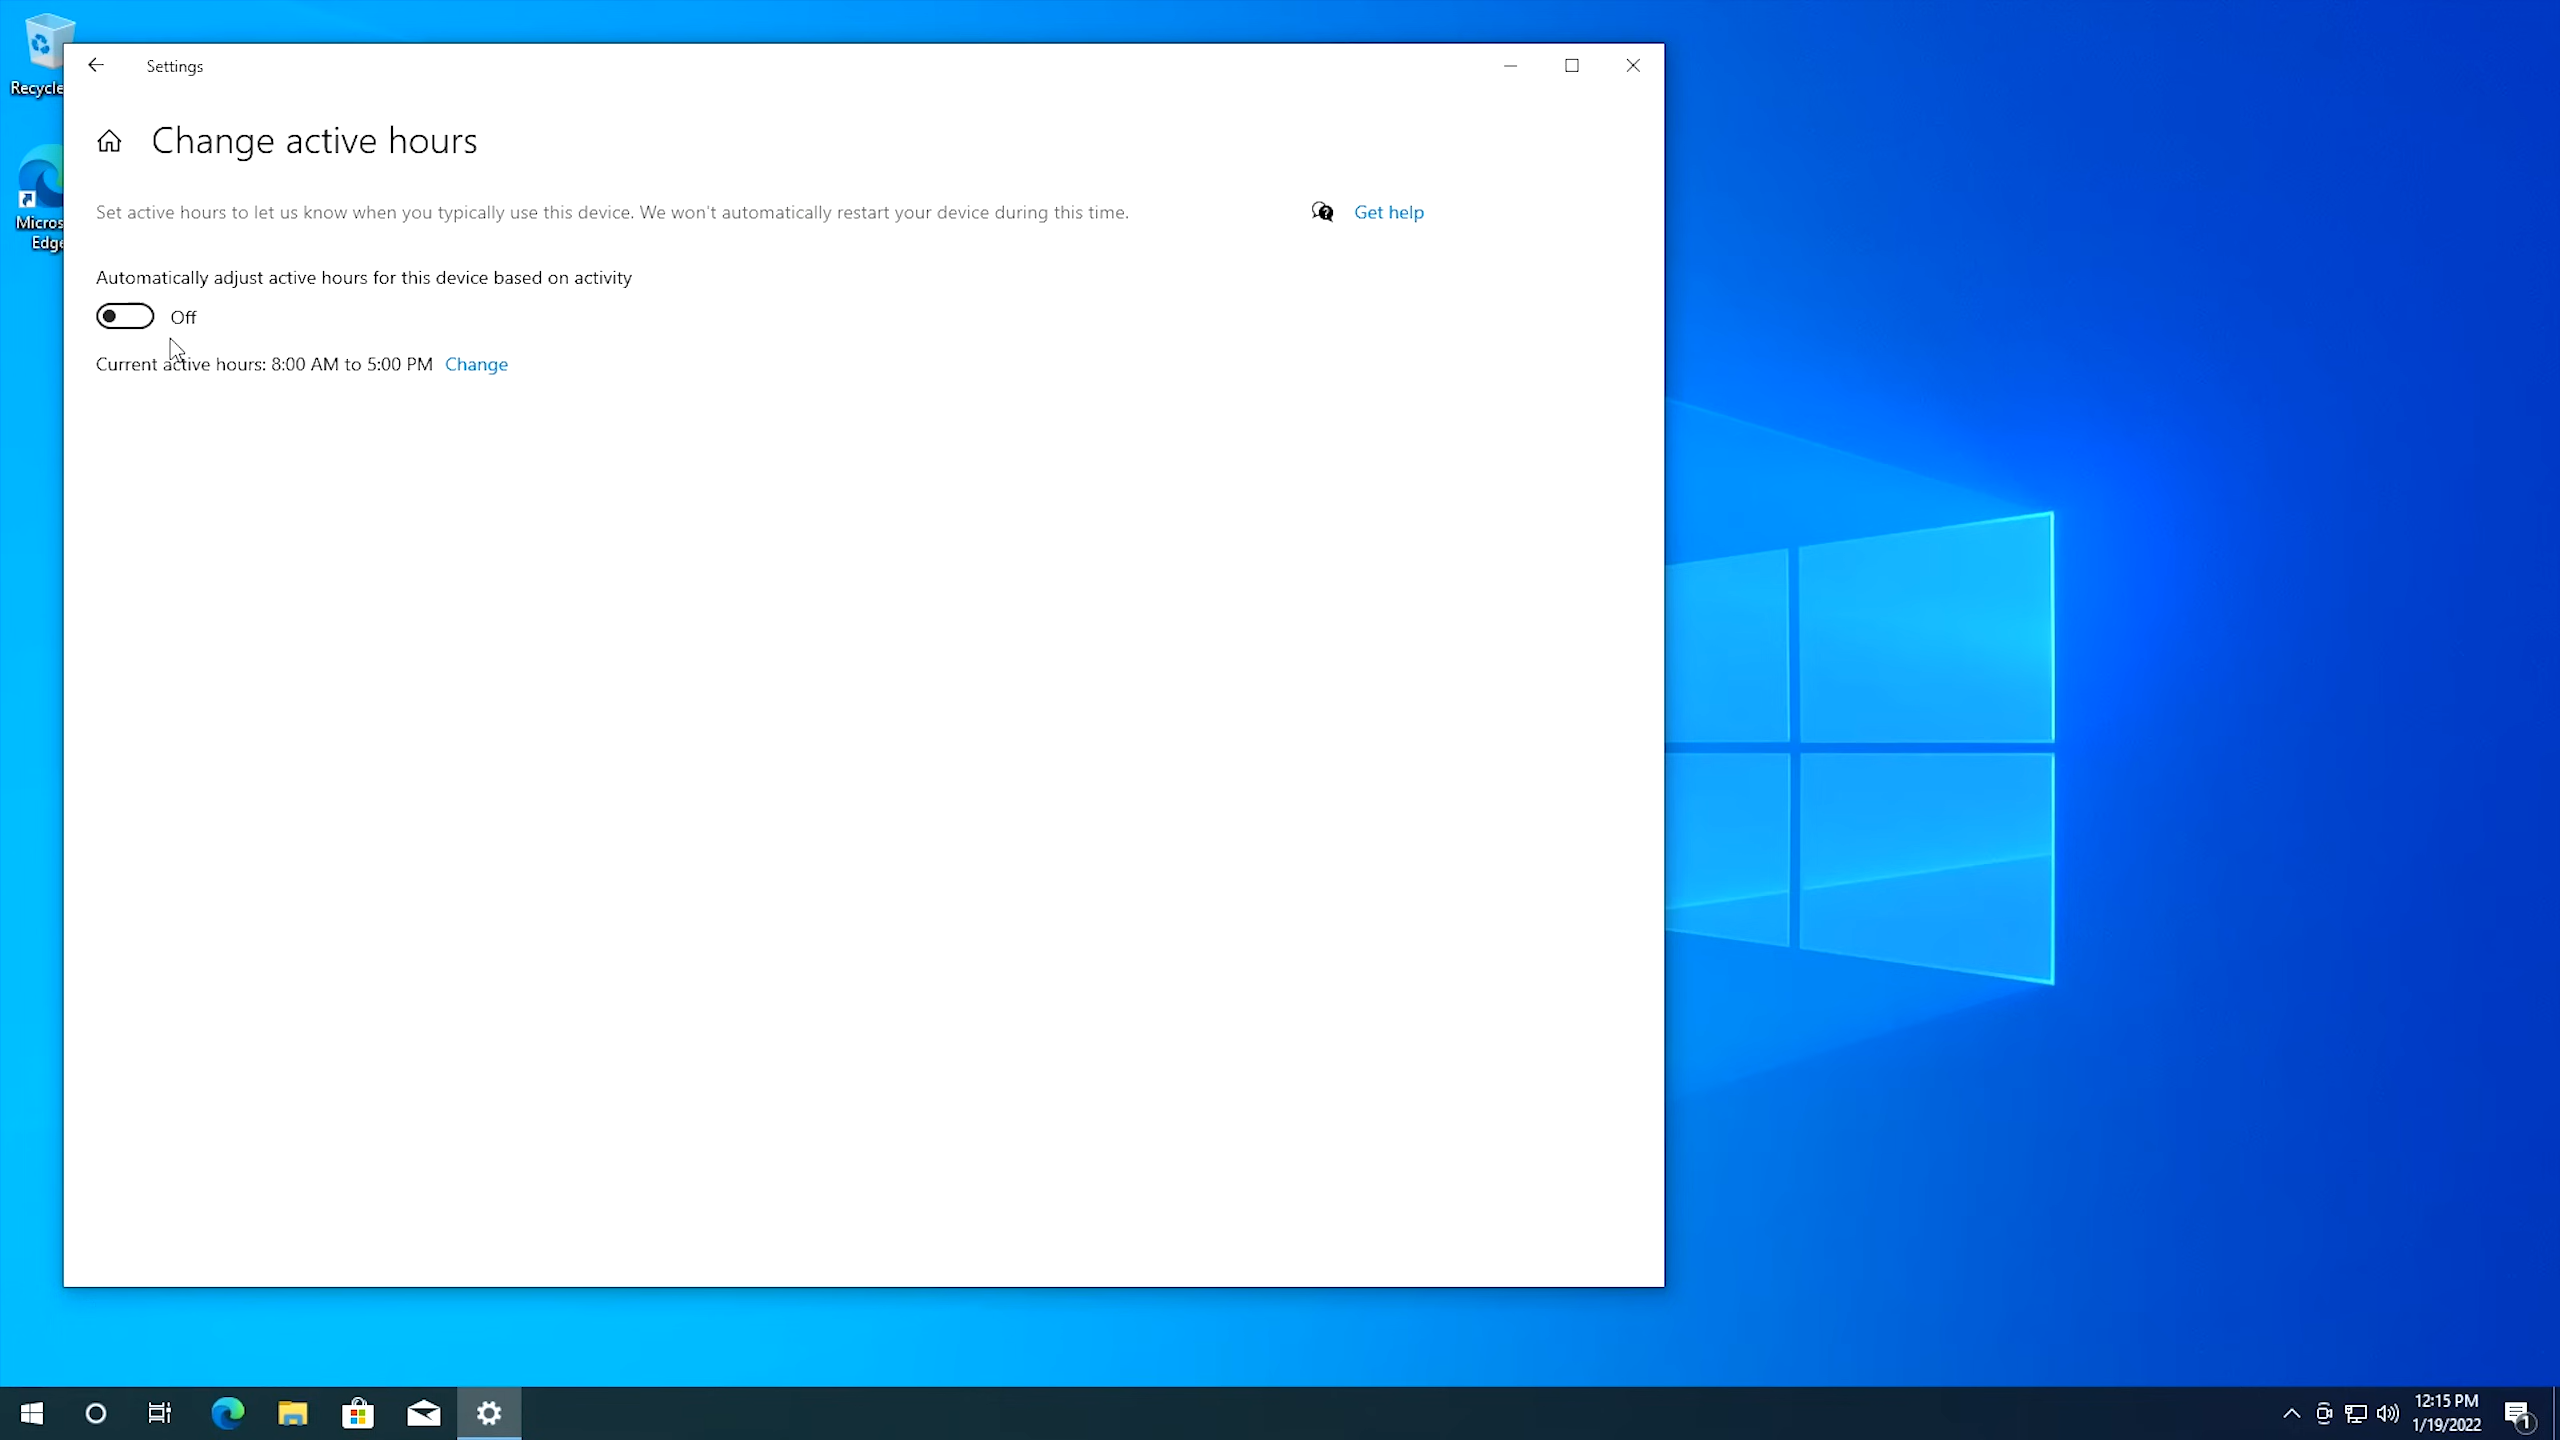 Recycle
Micros
Edge
Settings
Change active hours
Set active hours to let us know when you typically use this device. We won't automatically restart your device during this time.
Get help
Automatically adjust active hours for this device based on activity
Off
Current active hours: 8:00 AM to 5:00 PM Change
12:15 PM
1/19/2022
1